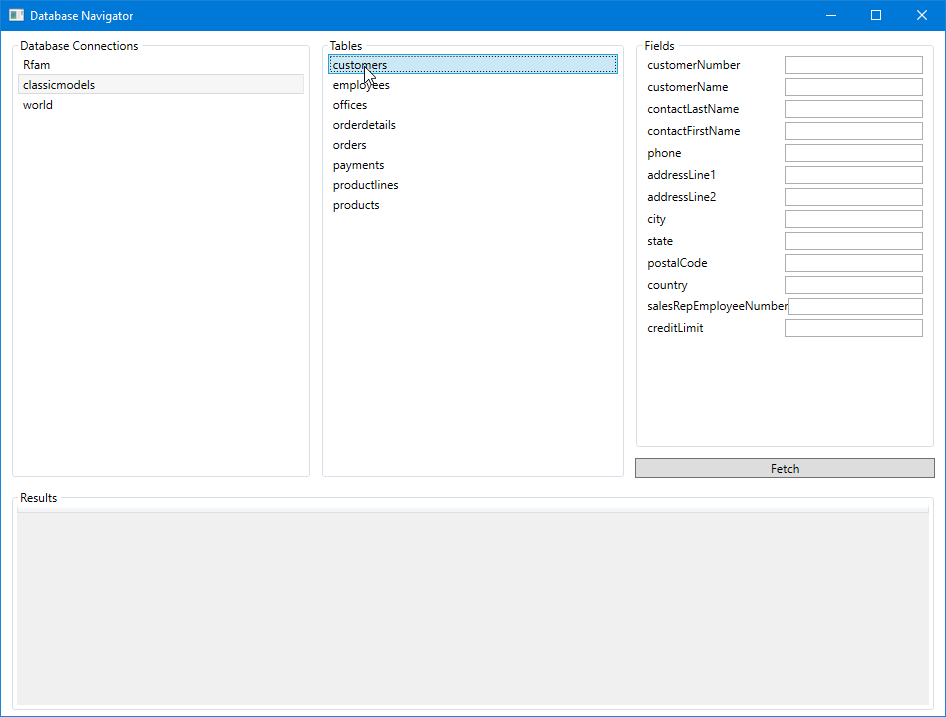 Database Navigator
Database Connections
Rfam
classicmodels
world
Tables
customers
employees
offices
orderdetails
orders
payments
productlines
products
Fields
customerNumber
customerName
contactLastName
contactFirstName
phone
addressLine1
addressLine2
city
state
postalCode
country
salesRepEmployeeNumber
creditLimit
Fetch
Results